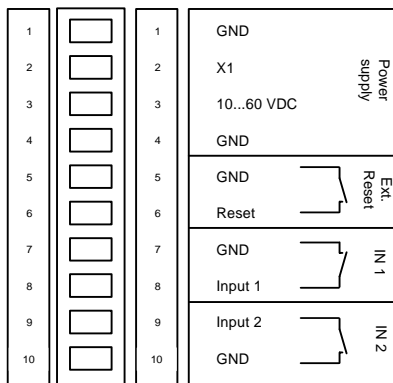 1 1 GND
2 2 X1
3 3 10...60 VDC
4 4 GND
Power
supply
5 5 GND
6 6 Reset
Ext.
Reset
7 7 GND
8 8 Input 1
IN 1
9 9 Input 2
10 10 GND
IN 2